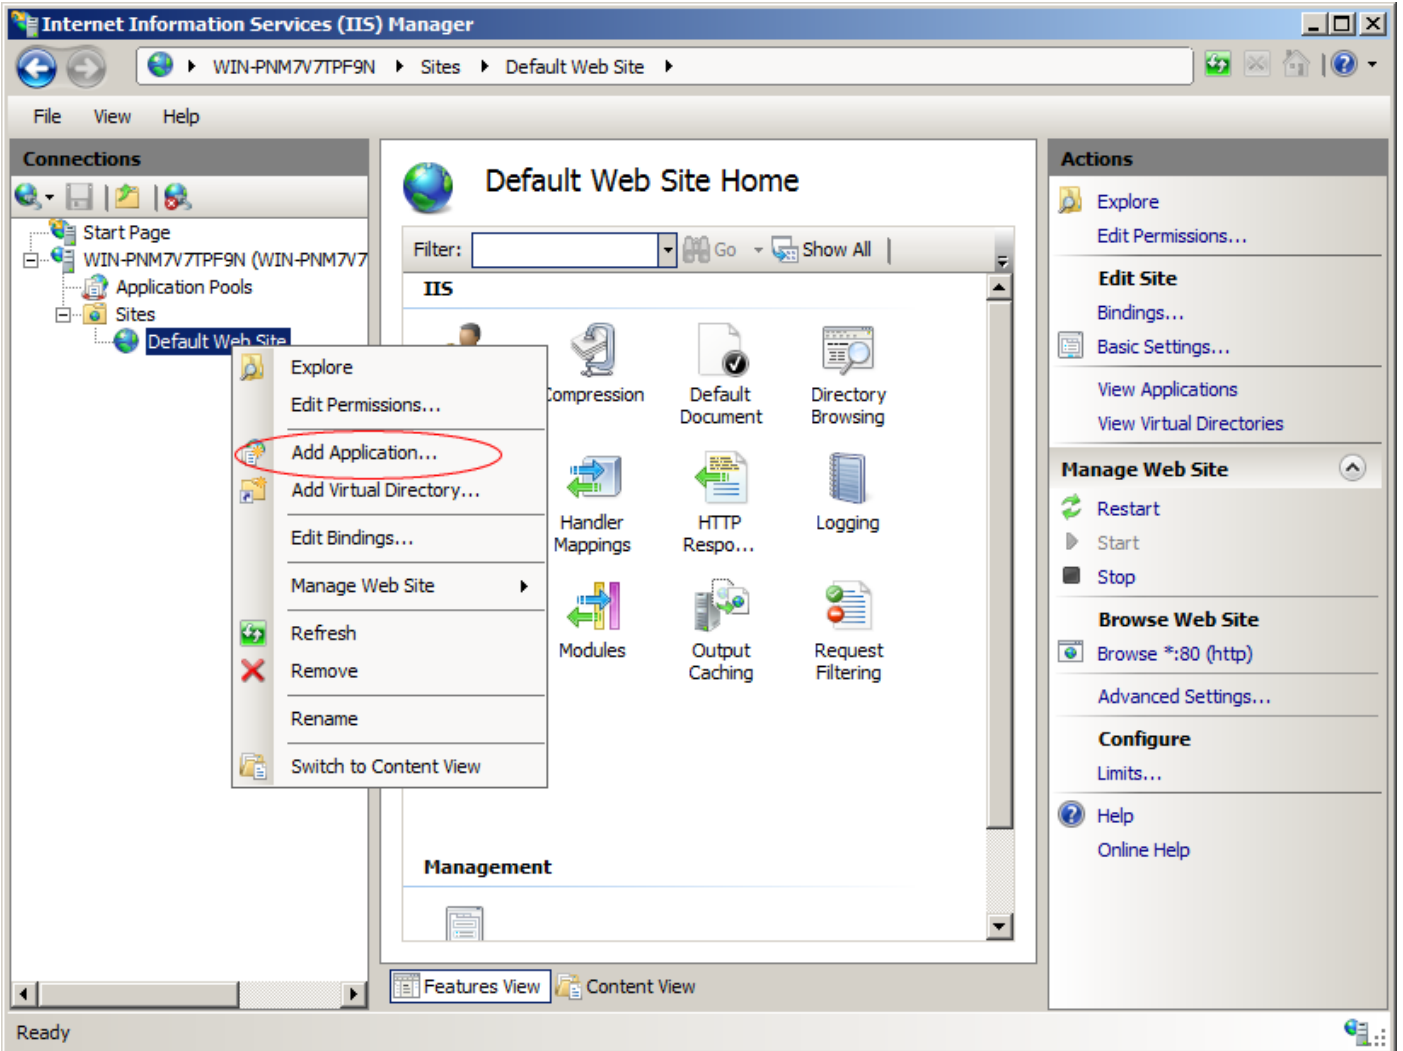 Internet Information Services (IIS) Manager
WIN-PNM7V7TPF9N Sites Default Web Site
File View Help
Connections
Start Page
WIN-PNM7V7TPF9N (WIN-PNM7V7
Application Pools
Sites
Default Web Site
Explore
Edit Permissions...
Add Application...
Add Virtual Directory...
Edit Bindings...
Manage Web Site
Refresh
Remove
Rename
Switch to Content View
Default Web Site Home
Filter: Go Show All
IIS
Compression
Default
Document
Directory
Browsing
Handler
Mappings
HTTP
Respo...
Logging
Modules
Output
Caching
Request
Filtering
Management
Features View Content View
Actions
Explore
Edit Permissions...
Edit Site
Bindings...
Basic Settings...
View Applications
View Virtual Directories
Manage Web Site
Restart
Start
Stop
Browse Web Site
Browse *:80 (http)
Advanced Settings...
Configure
Limits...
Help
Online Help
Ready